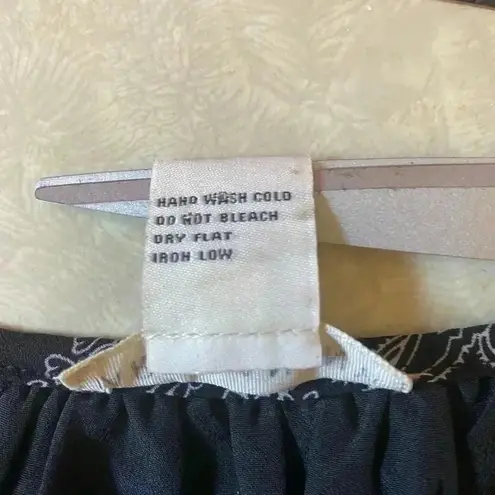 HAND WASH COLD
DO NOT BLEACH
DRY FLAT
IRON LOW